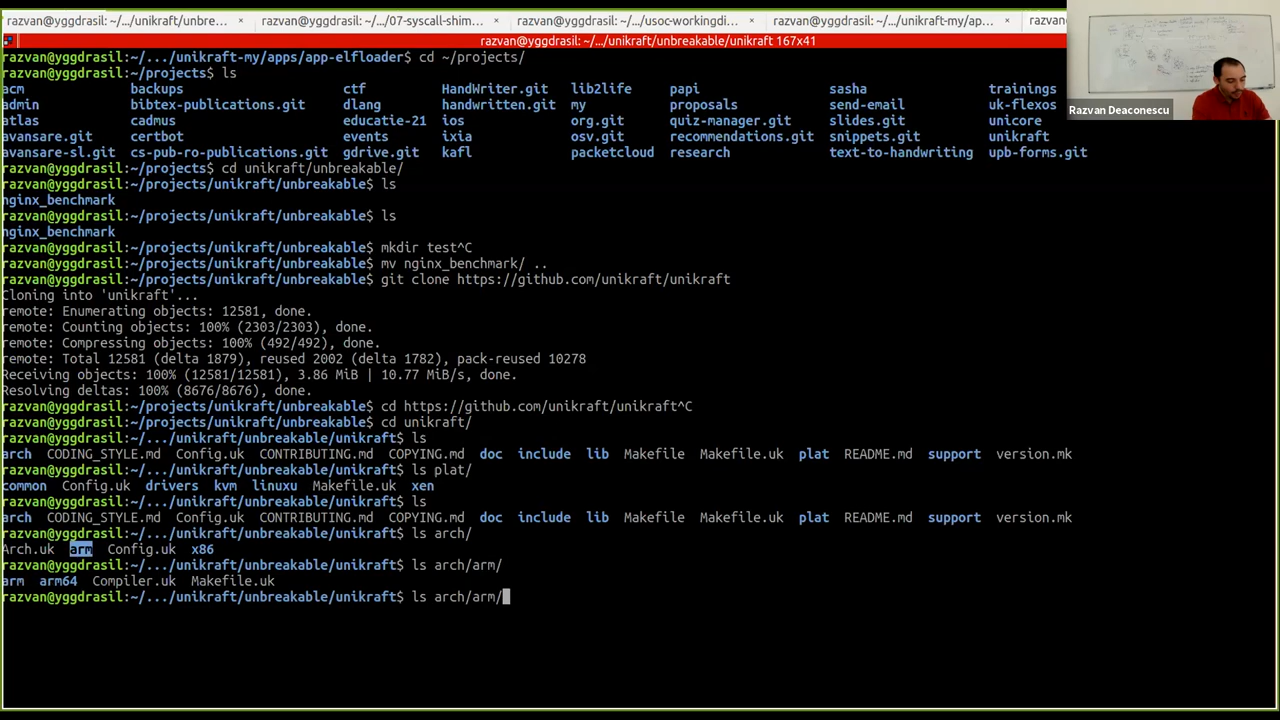 razvan@yggdrasil: ~/.../unikraft/unbre... × razvan@yggdrasil: ~/.../07-syscall-shim... × razvan@yggdrasil: ~/.../usoc-workingdi... × razvan@yggdrasil: ~/.../unikraft-my/ap... × razvan
razvan@yggdrasil: ~/.../unikraft/unbreakable/unikraft 167x41
razvan@yggdrasil:~/.../unikraft-my/apps/app-elfloader$ cd ~/projects/
razvan@yggdrasil:~/projects$ ls
acm backups ctf HandWriter.git lib2life papi sasha trainings
admin bibtex-publications.git dlang handwritten.git my proposals send-email uk-flexos
atlas cadmus educatie-21 ios org.git quiz-manager.git slides.git unicore
avansare.git certbot events ixia osv.git recommendations.git snippets.git unikraft
avansare-sl.git cs-pub-ro-publications.git gdrive.git kafl packetcloud research text-to-handwriting upb-forms.git
razvan@yggdrasil:~/projects$ cd unikraft/unbreakable/
razvan@yggdrasil:~/projects/unikraft/unbreakable$ ls
nginx_benchmark
razvan@yggdrasil:~/projects/unikraft/unbreakable$ ls
nginx_benchmark
razvan@yggdrasil:~/projects/unikraft/unbreakable$ mkdir test^C
razvan@yggdrasil:~/projects/unikraft/unbreakable$ mv nginx_benchmark/ ..
razvan@yggdrasil:~/projects/unikraft/unbreakable$ git clone https://github.com/unikraft/unikraft
Cloning into 'unikraft'...
remote: Enumerating objects: 12581, done.
remote: Counting objects: 100% (2303/2303), done.
remote: Compressing objects: 100% (492/492), done.
remote: Total 12581 (delta 1879), reused 2002 (delta 1782), pack-reused 10278
Receiving objects: 100% (12581/12581), 3.86 MiB | 10.77 MiB/s, done.
Resolving deltas: 100% (8676/8676), done.
razvan@yggdrasil:~/projects/unikraft/unbreakable$ cd https://github.com/unikraft/unikraft^C
razvan@yggdrasil:~/projects/unikraft/unbreakable$ cd unikraft/
razvan@yggdrasil:~/.../unikraft/unbreakable/unikraft$ ls
arch CODING_STYLE.md Config.uk CONTRIBUTING.md COPYING.md doc include lib Makefile Makefile.uk plat README.md support version.mk
razvan@yggdrasil:~/.../unikraft/unbreakable/unikraft$ ls plat/
common Config.uk drivers kvm linuxu Makefile.uk xen
razvan@yggdrasil:~/.../unikraft/unbreakable/unikraft$ ls
arch CODING_STYLE.md Config.uk CONTRIBUTING.md COPYING.md doc include lib Makefile Makefile.uk plat README.md support version.mk
razvan@yggdrasil:~/.../unikraft/unbreakable/unikraft$ ls arch/
Arch.uk arm Config.uk x86
razvan@yggdrasil:~/.../unikraft/unbreakable/unikraft$ ls arch/arm/
arm arm64 Compiler.uk Makefile.uk
razvan@yggdrasil:~/.../unikraft/unbreakable/unikraft$ ls arch/arm/
Razvan Deaconescu